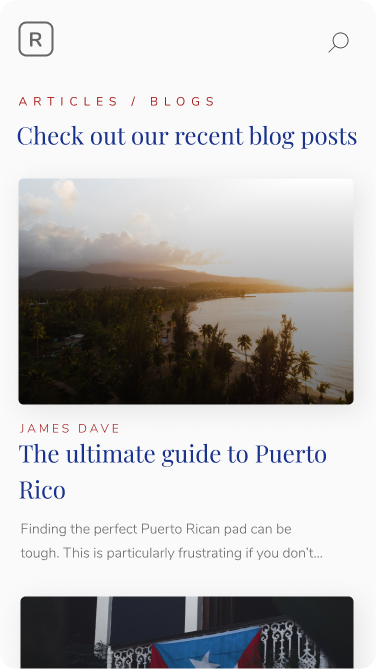 R
ARTICLES / BLOGS
Check out our recent blog posts
JAMES DAVE
The ultimate guide to Puerto
Rico
Finding the perfect Puerto Rican pad can be
tough. This is particularly frustrating if you don't...